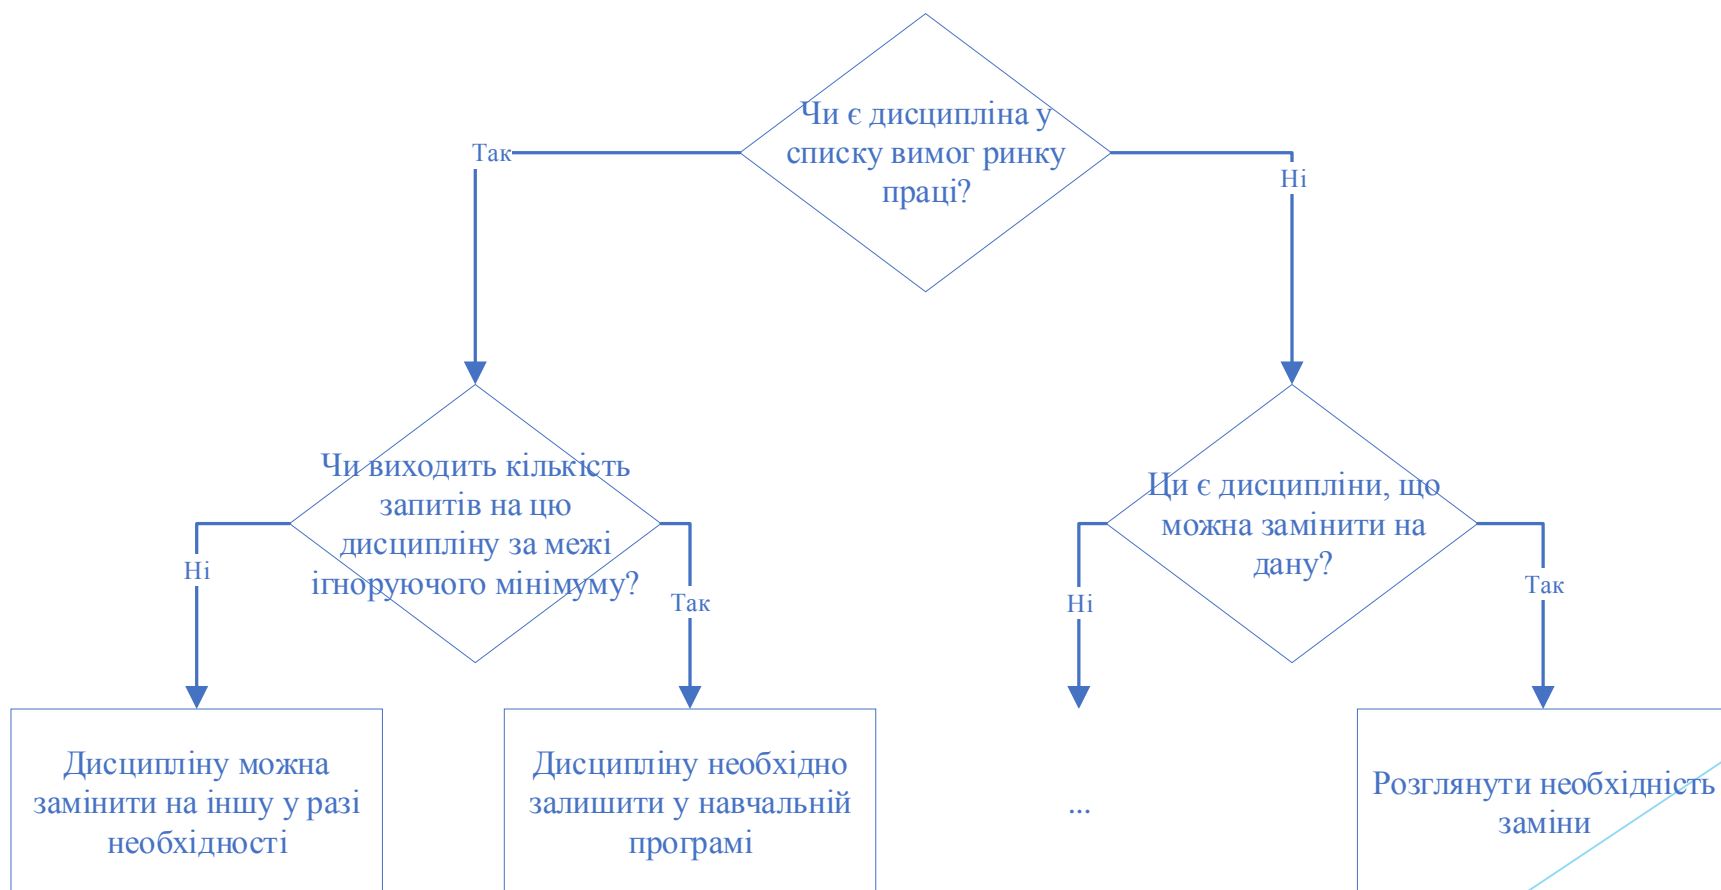 Чи є дисципліна у
списку вимог ринку
праці?
Так
Ні
Чи виходить кількість
запитів на цю
дисципліну за межі
ігноруючого мінімуму?
Ці є дисципліни, що
можна замінити на
дану?
Ні
Так
Ні
Так
Дисципліну можна
замінити на іншу у разі
необхідності
Дисципліну необхідно
залишити у навчальній
програмі
...
Розглянути необхідність
заміни